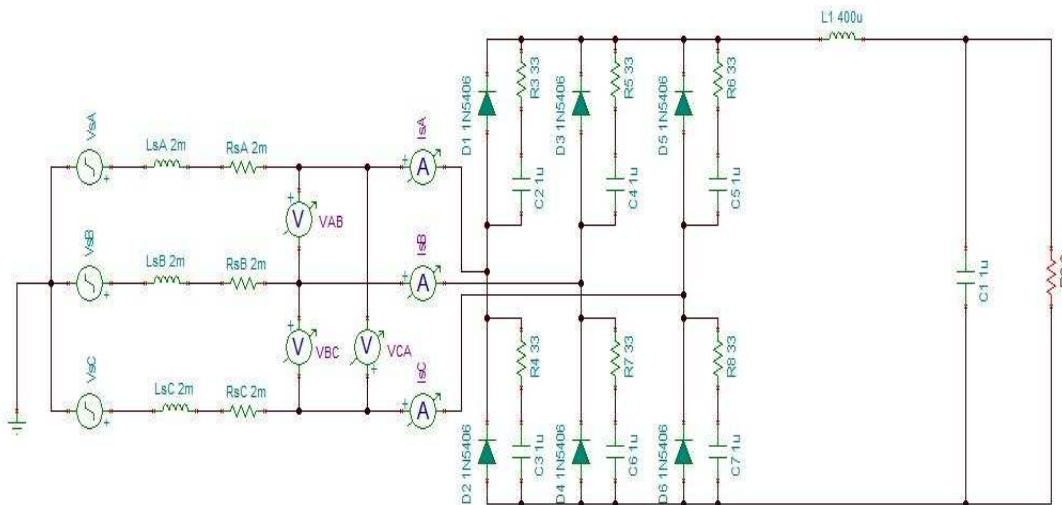 L1 400u
D1 1N5406
R3 33
C2 1u
D3 1N5406
R5 33
C4 1u
D5 1N5406
R6 33
C5 1u
VsA
LsA 2m
RsA 2m
IsA
A
V
VAB
VsB
LsB 2m
RsB 2m
IsB
A
V
VBC
V
VCA
VsC
LsC 2m
RsC 2m
IsC
A
C1 1u
D2 1N5406
R4 33
C3 1u
D4 1N5406
R7 33
C6 1u
D6 1N5406
R8 33
C7 1u